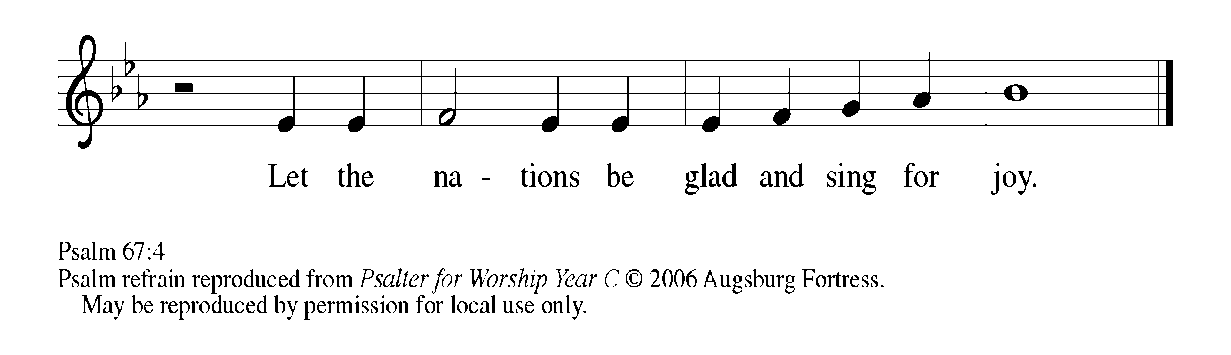 Let the na - tions be glad and sing for joy.
Psalm 67:4
Psalm refrain reproduced from Psalter for Worship Year C © 2006 Augsburg Fortress.
May be reproduced by permission for local use only.